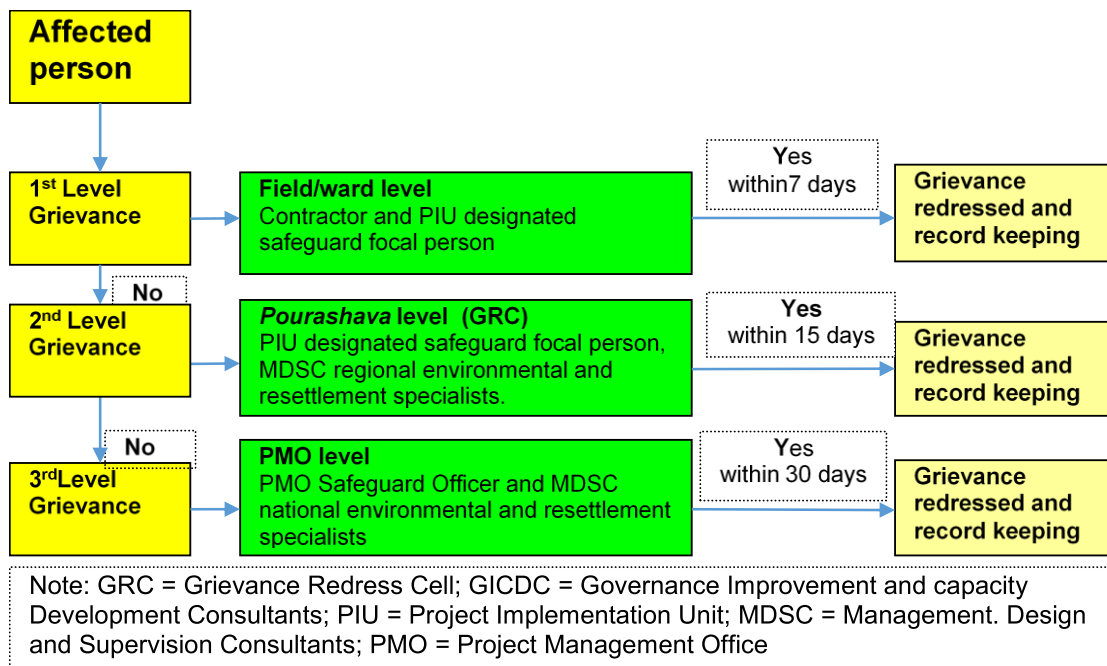 Affected
person
1st Level
Grievance
Field/ward level
Contractor and PIU designated
safeguard focal person
Yes
within7 days
Grievance
redressed and
record keeping
No
2nd Level
Grievance
Pourashava level (GRC)
PIU designated safeguard focal person,
MDSC regional environmental and
resettlement specialists.
Yes
within 15 days
Grievance
redressed and
record keeping
No
3rdLevel
Grievance
PMO level
PMO Safeguard Officer and MDSC
national environmental and resettlement
specialists
Yes
within 30 days
Grievance
redressed and
record keeping
Note: GRC = Grievance Redress Cell; GICDC = Governance Improvement and capacity
Development Consultants; PIU = Project Implementation Unit; MDSC = Management. Design
and Supervision Consultants; PMO = Project Management Office